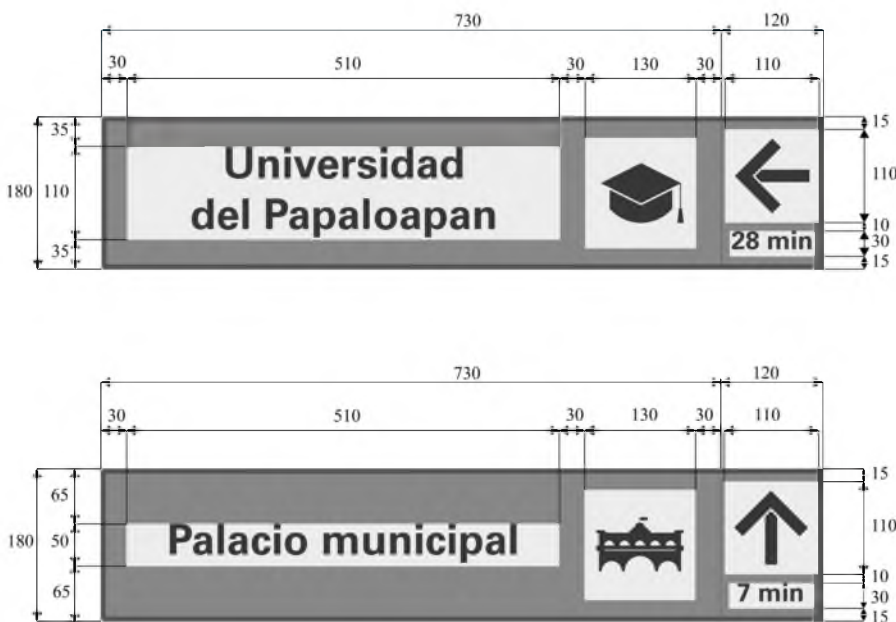 730 120
30 510 30 130 30 110
180 35 110 35
Universidad
del Papaloapan
28 min
15 110 10 30 15
730 120
30 510 30 130 30 110
180 65 50 65
Palacio municipal
7 min
15 110 10 30 15